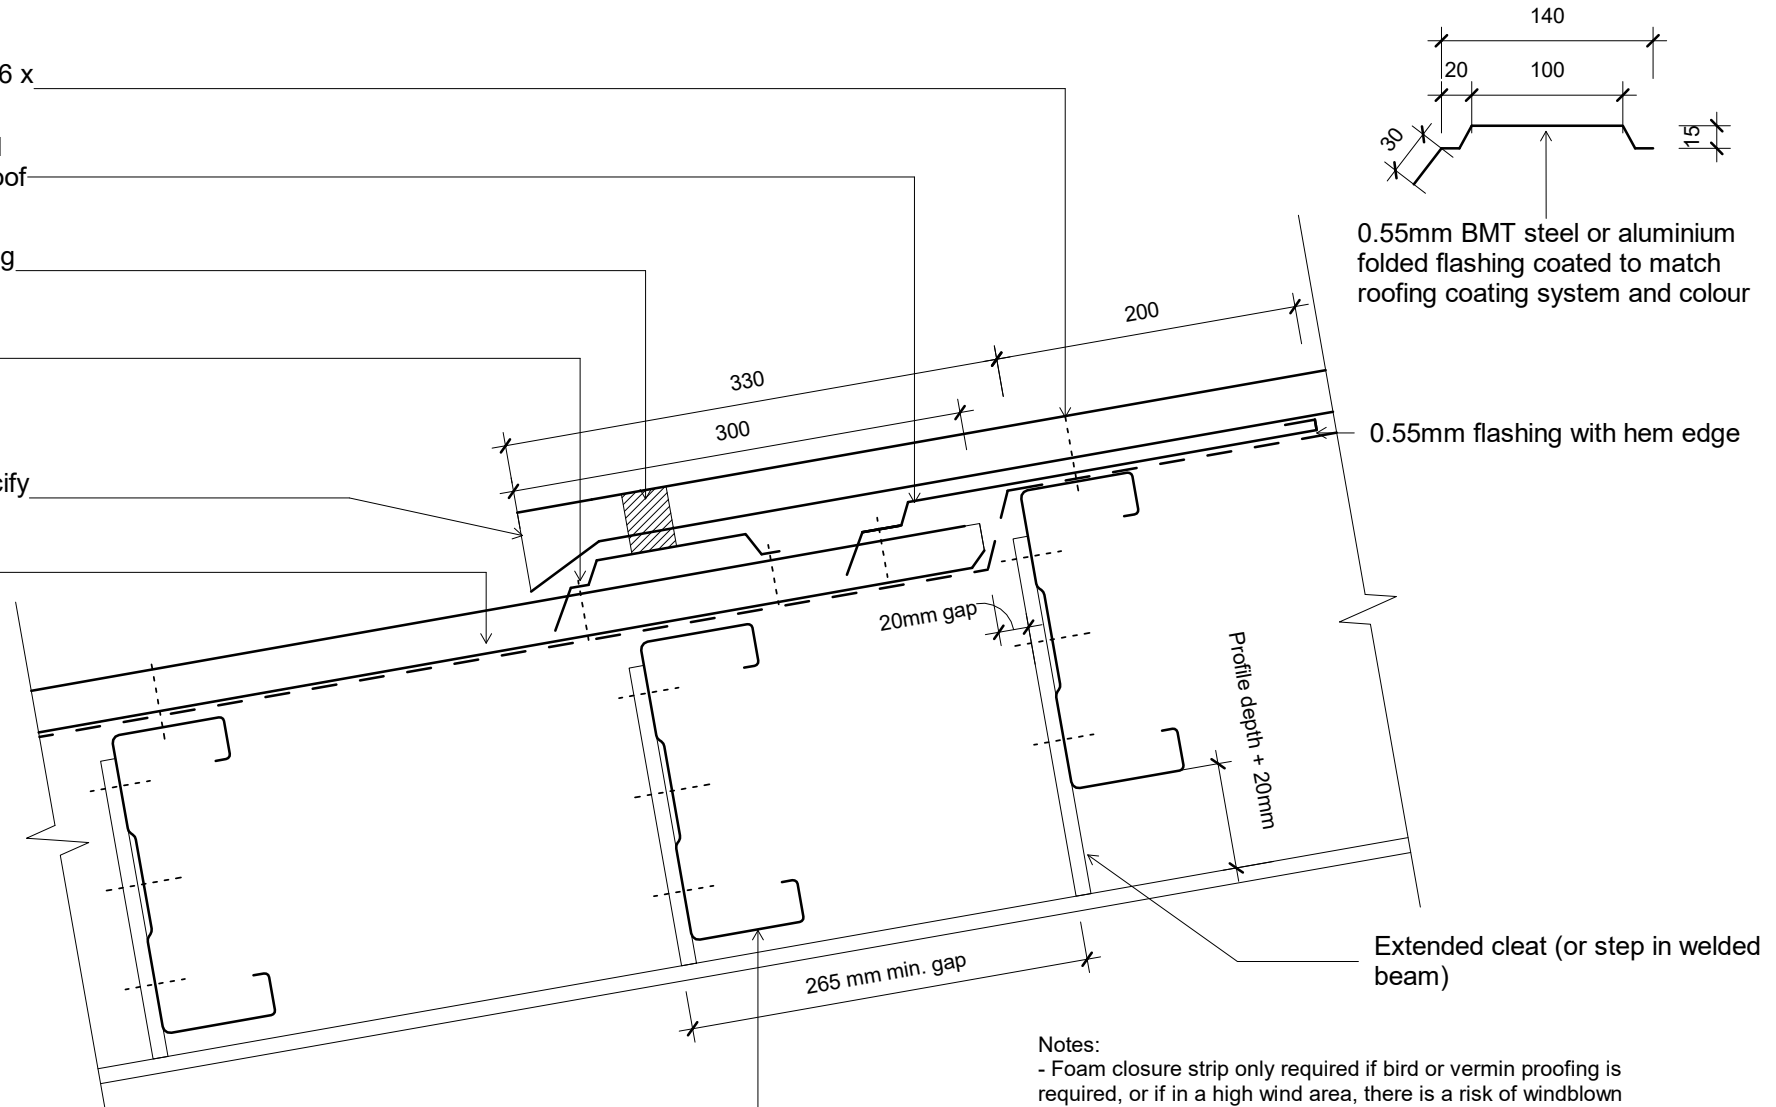 140
6 x
20
100
30
15
oof
0.55mm BMT steel or aluminium
folded flashing coated to match
roofing coating system and colour
g
200
330
300
0.55mm flashing with hem edge
cify
20mm gap
Profile depth + 20mm
Extended cleat (or step in welded
beam)
265 mm min. gap
Notes:
- Foam closure strip only required if bird or vermin proofing is
required, or if in a high wind area, there is a risk of windblown